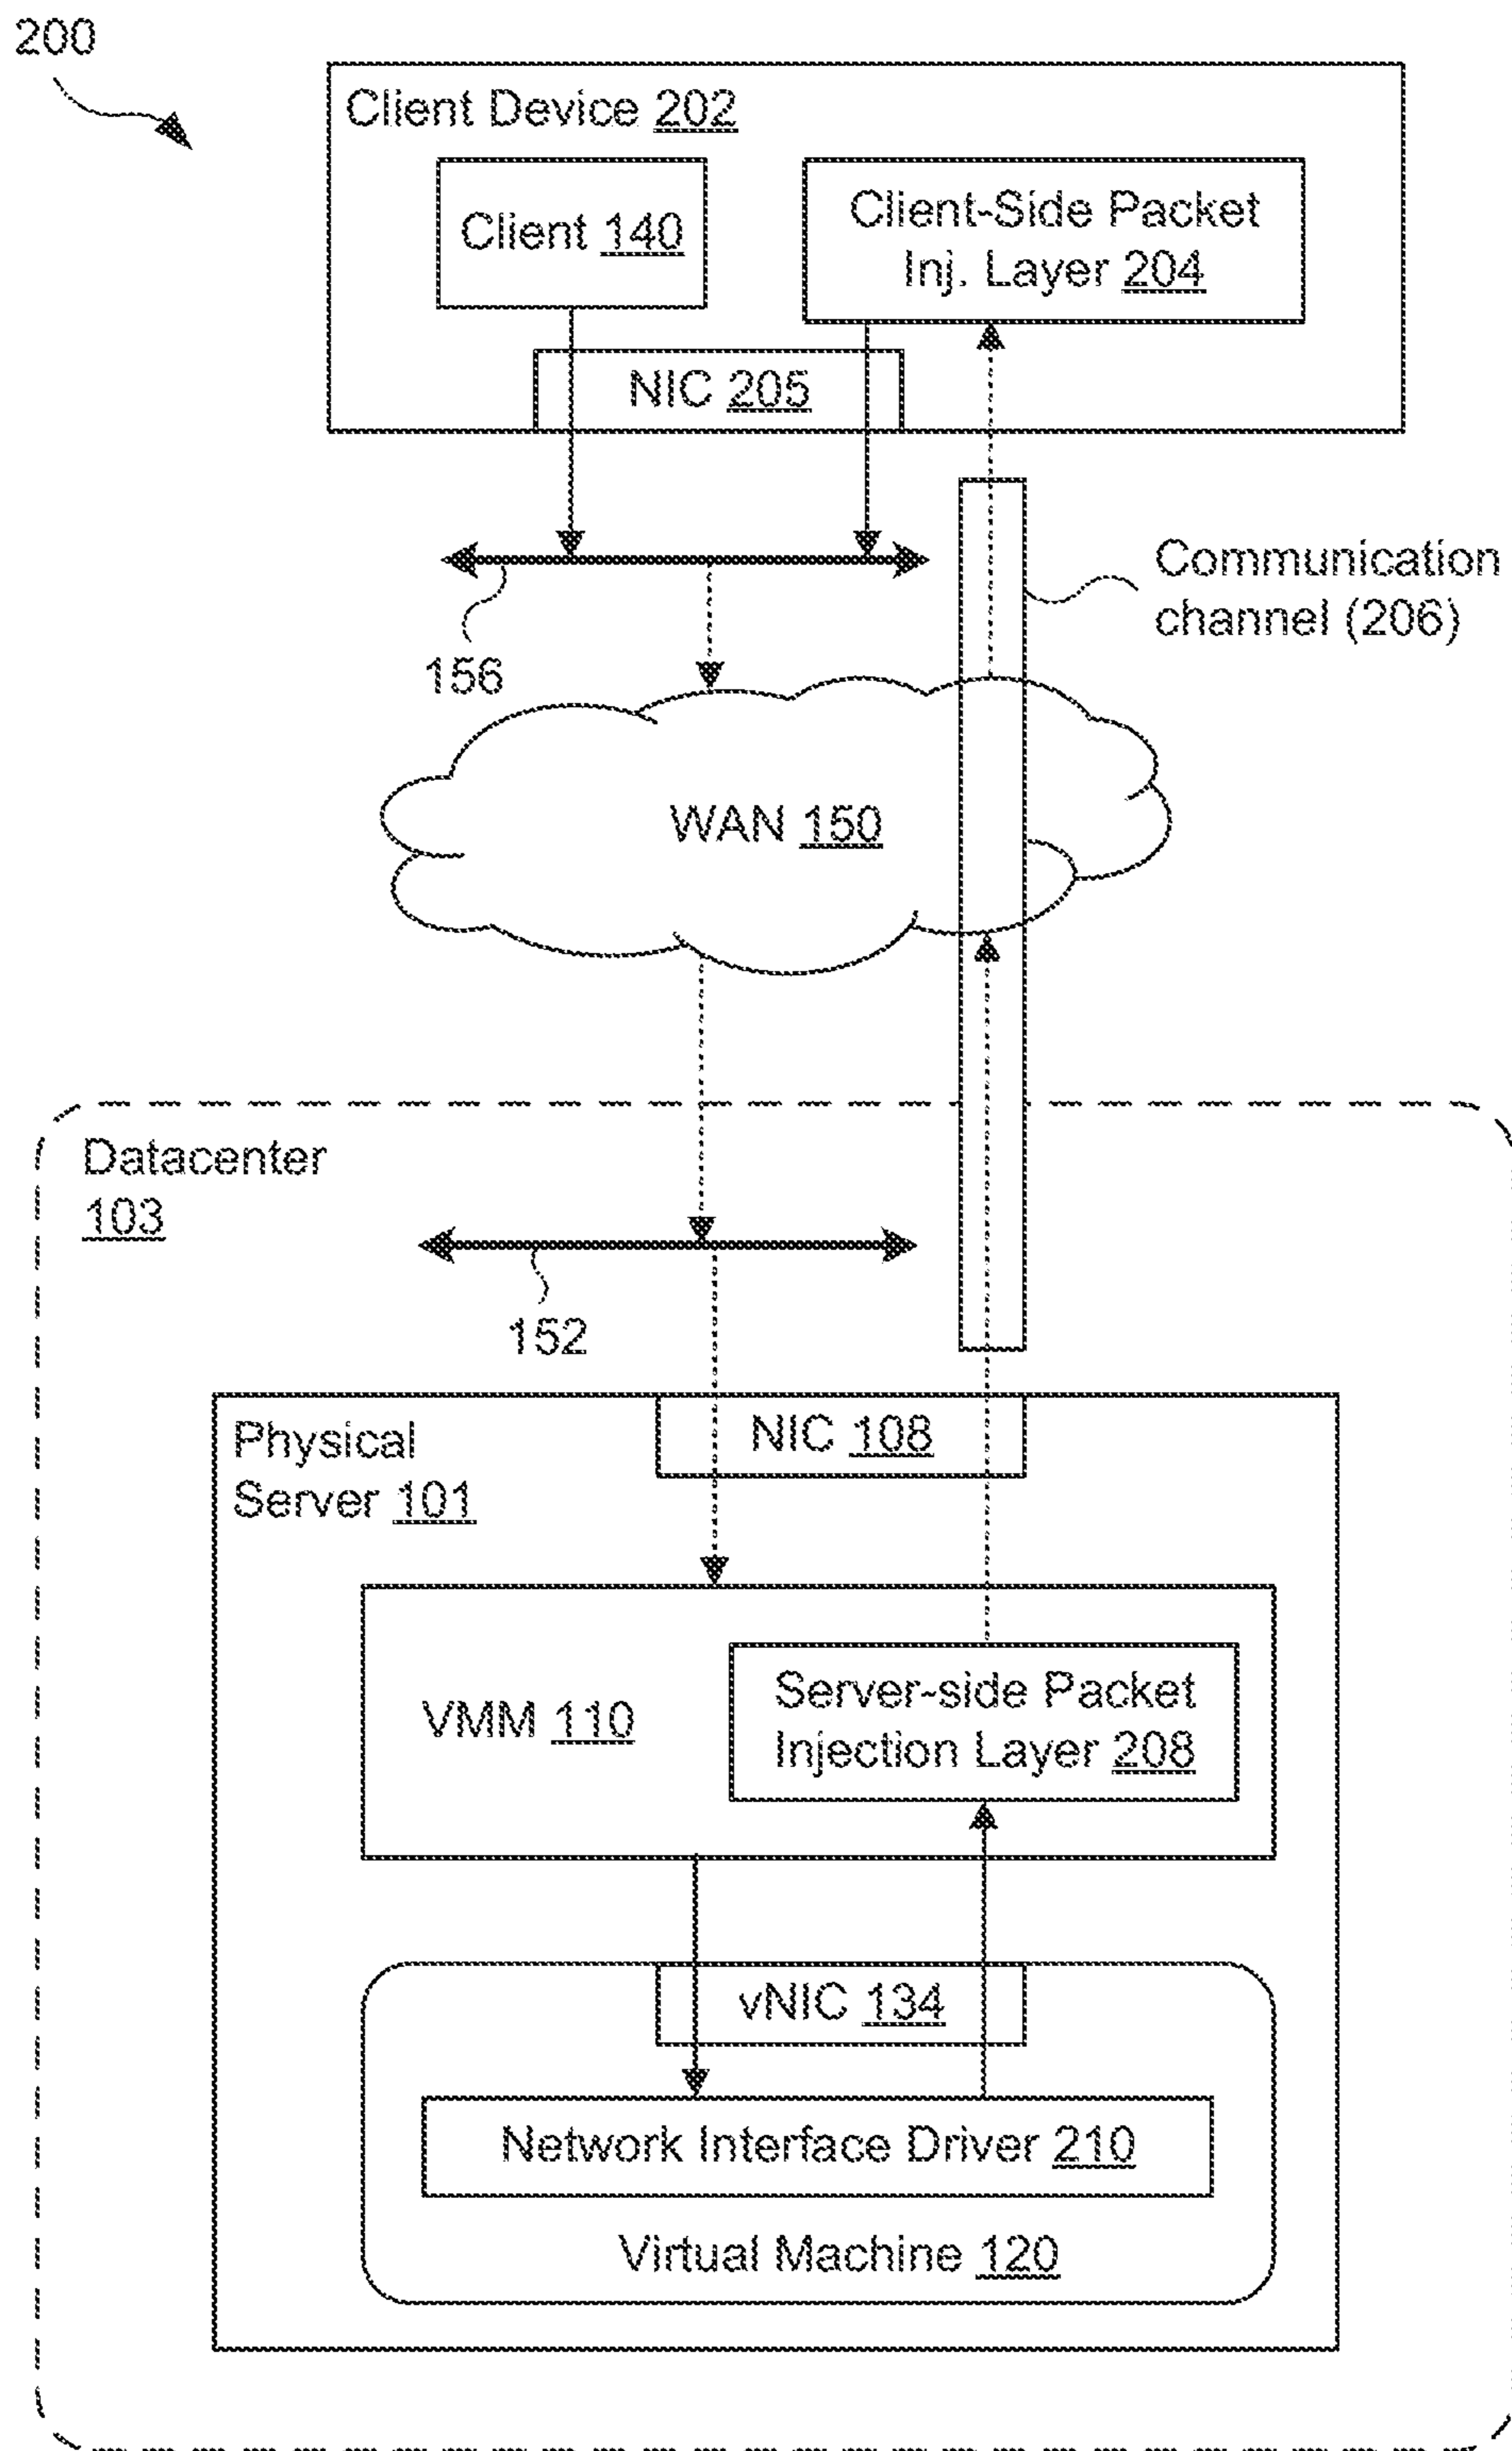 200
Client Device 202
Client 140
Client-Side Packet
Inj. Layer 204
NIC 205
Communication
channel (206)
156
WAN 150
Datacenter
103
152
NIC 108
Physical
Server 101
VMM 110
Server-side Packet
Injection Layer 208
vNIC 134
Network Interface Driver 210
Virtual Machine 120